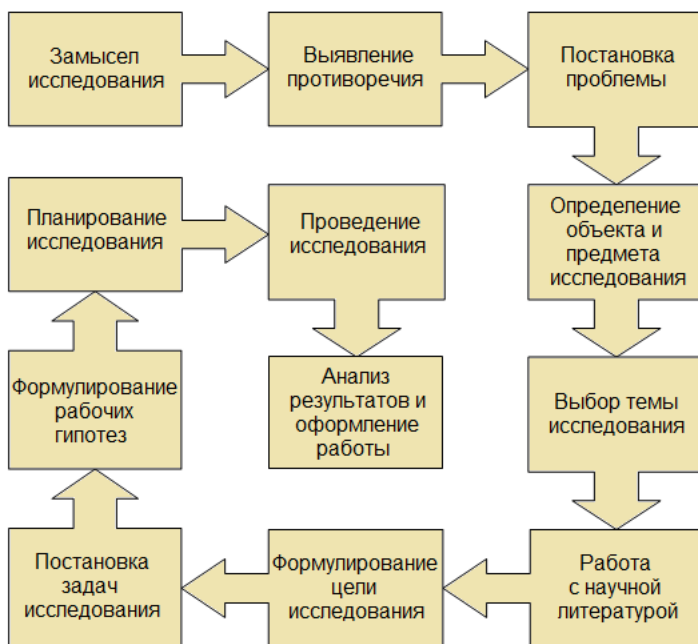 Замысел
исследования
Выявление
противоречия
Постановка
проблемы
Определение
объекта и
предмета
исследования
Выбор темы
исследования
Работа
с научной
литературой
Формулирование
цели
исследования
Постановка
задач
исследования
Формулирование
рабочих
гипотез
Планирование
исследования
Проведение
исследования
Анализ
результатов и
оформление
работы